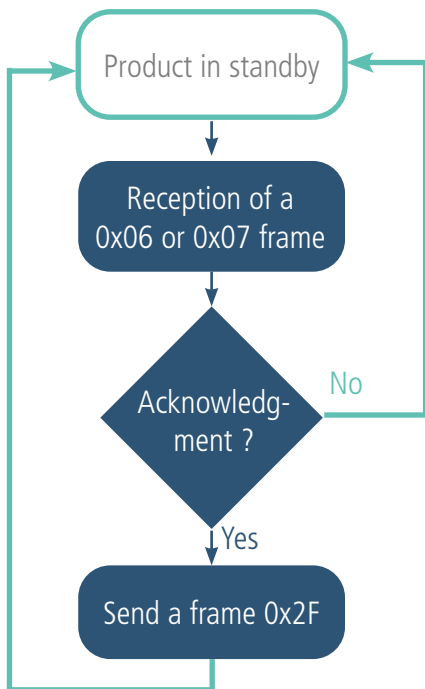 Product in standby
Reception of a
0x06 or 0x07 frame
No
Acknowledg-
ment ?
Yes
Send a frame 0x2F